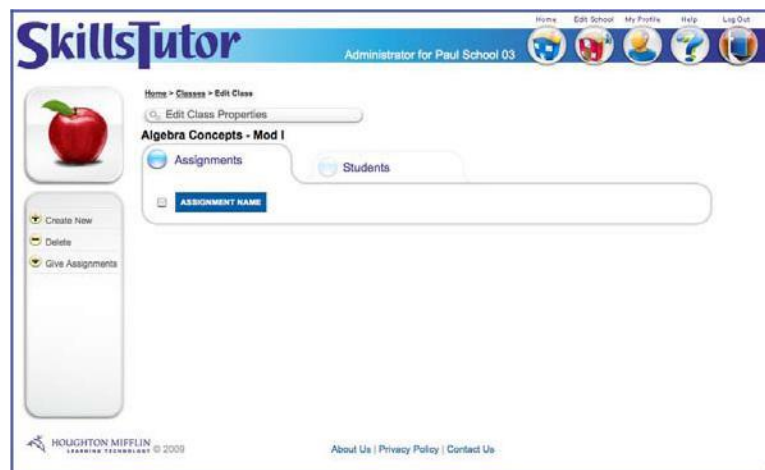 Home Edit School My Profile Help Log Out
SkillsTutor
Administrator for Paul School 03
Home > Classes > Edit Class
Edit Class Properties
Algebra Concepts - Mod I
Assignments
Students
ASSIGNMENT NAME
Create New
Delete
Give Assignments
HOUGHTON MIFFLIN © 2009
LEARNING TECHNOLOGY
About Us | Privacy Policy | Contact Us